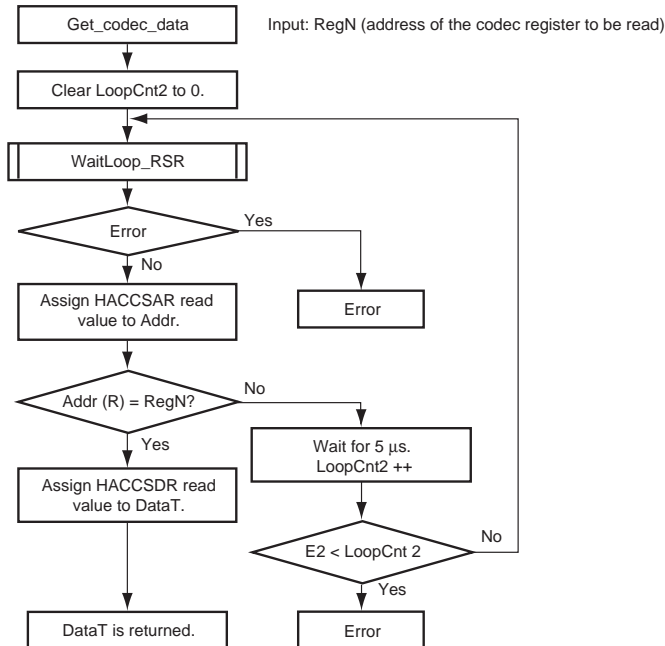 Get_codec_data
Input: RegN (address of the codec register to be read)
Clear LoopCnt2 to 0.
WaitLoop_RSR
Error
Yes
No
Error
Assign HACCSAR read
value to Addr.
Addr (R) = RegN?
No
Yes
Wait for 5 µs.
LoopCnt2 ++
Assign HACCSDR read
value to DataT.
E2 < LoopCnt 2
No
Yes
DataT is returned.
Error